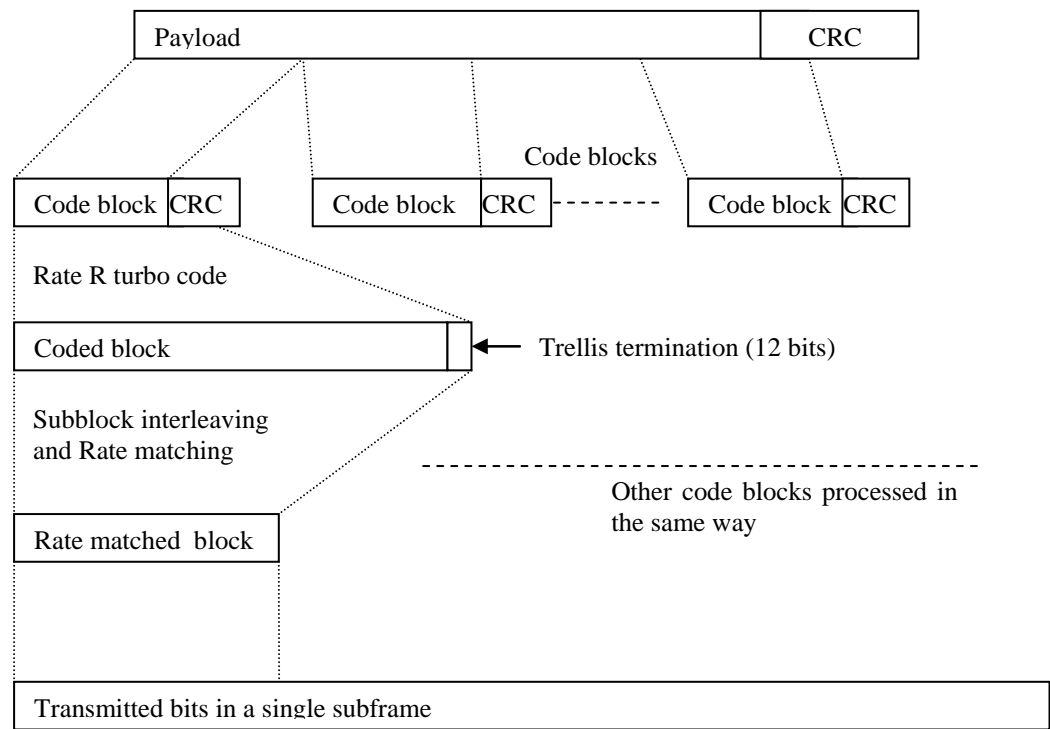 Payload CRC
Code blocks
Code block CRC Code block CRC Code block CRC
Rate R turbo code
Coded block
Trellis termination (12 bits)
Subblock interleaving
and Rate matching
Other code blocks processed in
the same way
Rate matched block
Transmitted bits in a single subframe